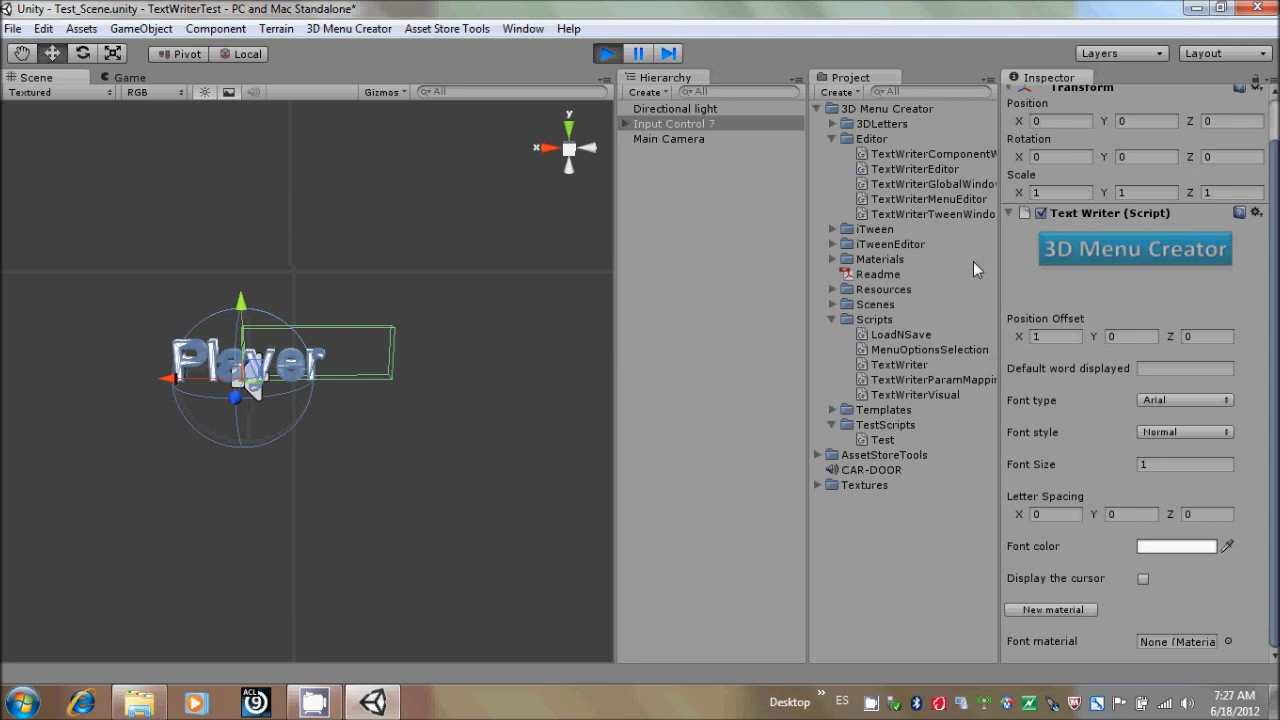 Unity - Test_Scene.unity - TextWriterTest - PC and Mac Standalone*
File Edit Assets GameObject Component Terrain 3D Menu Creator Asset Store Tools Window Help
Pivot Local Layers Layout
Scene Game
Textured RGB Gizmos All
Player
y
x
Hierarchy
Create All
Directional light
Input Control 7
Main Camera
Project
Create All
3D Menu Creator
3DLetters
Editor
TextWriterComponentW
TextWriterEditor
TextWriterGlobalWindo
TextWriterMenuEditor
TextWriterTweenWindo
iTween
iTweenEditor
Materials
Readme
Resources
Scenes
Scripts
LoadNSave
MenuOptionsSelection
TextWriter
TextWriterParamMappin
TextWriterVisual
Templates
TestScripts
Test
AssetStoreTools
CAR-DOOR
Textures
Inspector
Transform
Position
X 0 Y 0 Z 0
Rotation
X 0 Y 0 Z 0
Scale
X 1 Y 1 Z 1
Text Writer (Script)
3D Menu Creator
Position Offset
X 1 Y 0 Z 0
Default word displayed
Font type Arial
Font style Normal
Font Size 1
Letter Spacing
X 0 Y 0 Z 0
Font color
Display the cursor
New material
Font material None (Materia
ACL 9
Desktop » ES
7:27 AM
6/18/2012